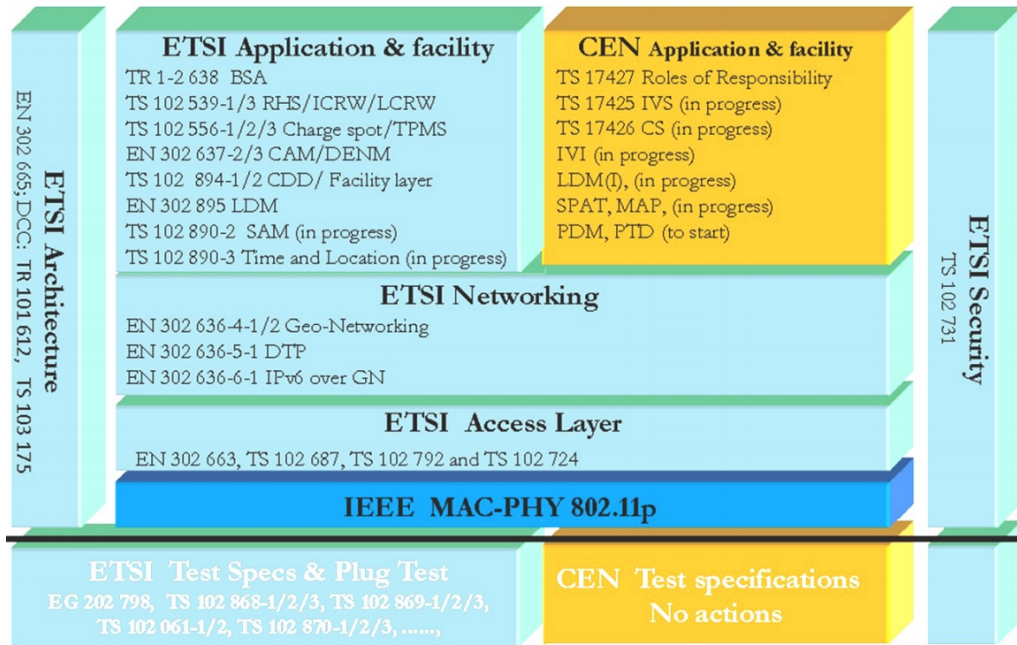 ETSI Architecture
EN 302 665; DCC: TR 101 612, TS 103 175
ETSI Application & facility
TR 1-2 638 BSA
TS 102 539-1/3 RHS/ICRW/LCRW
TS 102 556-1/2/3 Charge spot/TPMS
EN 302 637-2/3 CAM/DENM
TS 102 894-1/2 CDD/ Facility layer
EN 302 895 LDM
TS 102 890-2 SAM (in progress)
TS 102 890-3 Time and Location (in progress)
CEN Application & facility
TS 17427 Roles of Responsibility
TS 17425 IVS (in progress)
TS 17426 CS (in progress)
IVI (in progress)
LDM(I), (in progress)
SPAT, MAP, (in progress)
PDM, PTD (to start)
ETSI Security
TS 102 731
ETSI Networking
EN 302 636-4-1/2 Geo-Networking
EN 302 636-5-1 DTP
EN 302 636-6-1 IPv6 over GN
ETSI Access Layer
EN 302 663, TS 102 687, TS 102 792 and TS 102 724
IEEE MAC-PHY 802.11p
ETSI Test Specs & Plug Test
EG 202 798, TS 102 868-1/2/3, TS 102 869-1/2/3,
TS 102 061-1/2, TS 102 870-1/2/3, ......,
CEN Test specifications
No actions